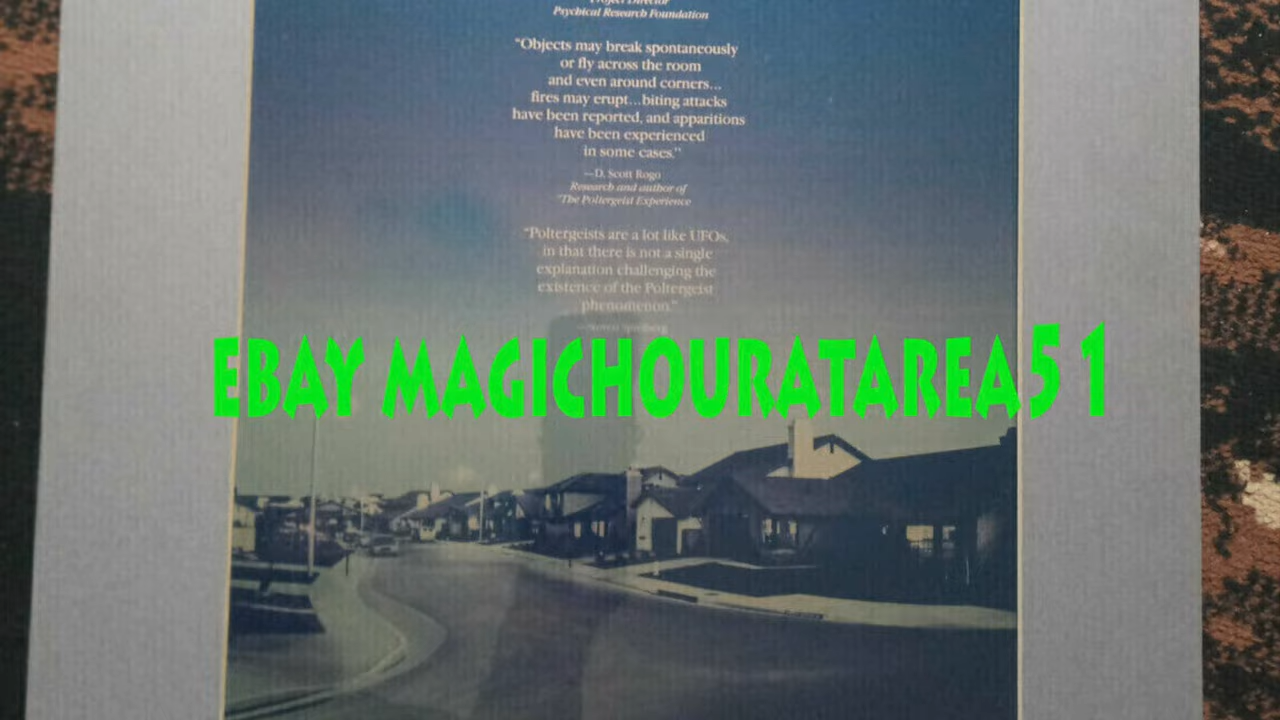 Project Director
Psychical Research Foundation
“Objects may break spontaneously
or fly across the room
and even around corners...
fires may erupt...biting attacks
have been reported, and apparitions
have been experienced
in some cases.”
—D. Scott Rogo
Research and author of
“The Poltergeist Experience
“Poltergeists are a lot like UFOs,
in that there is not a single
explanation challenging the
existence of the Poltergeist
phenomenon.”
—Steven Spielberg
EBAY MAGICHOURATAREA51